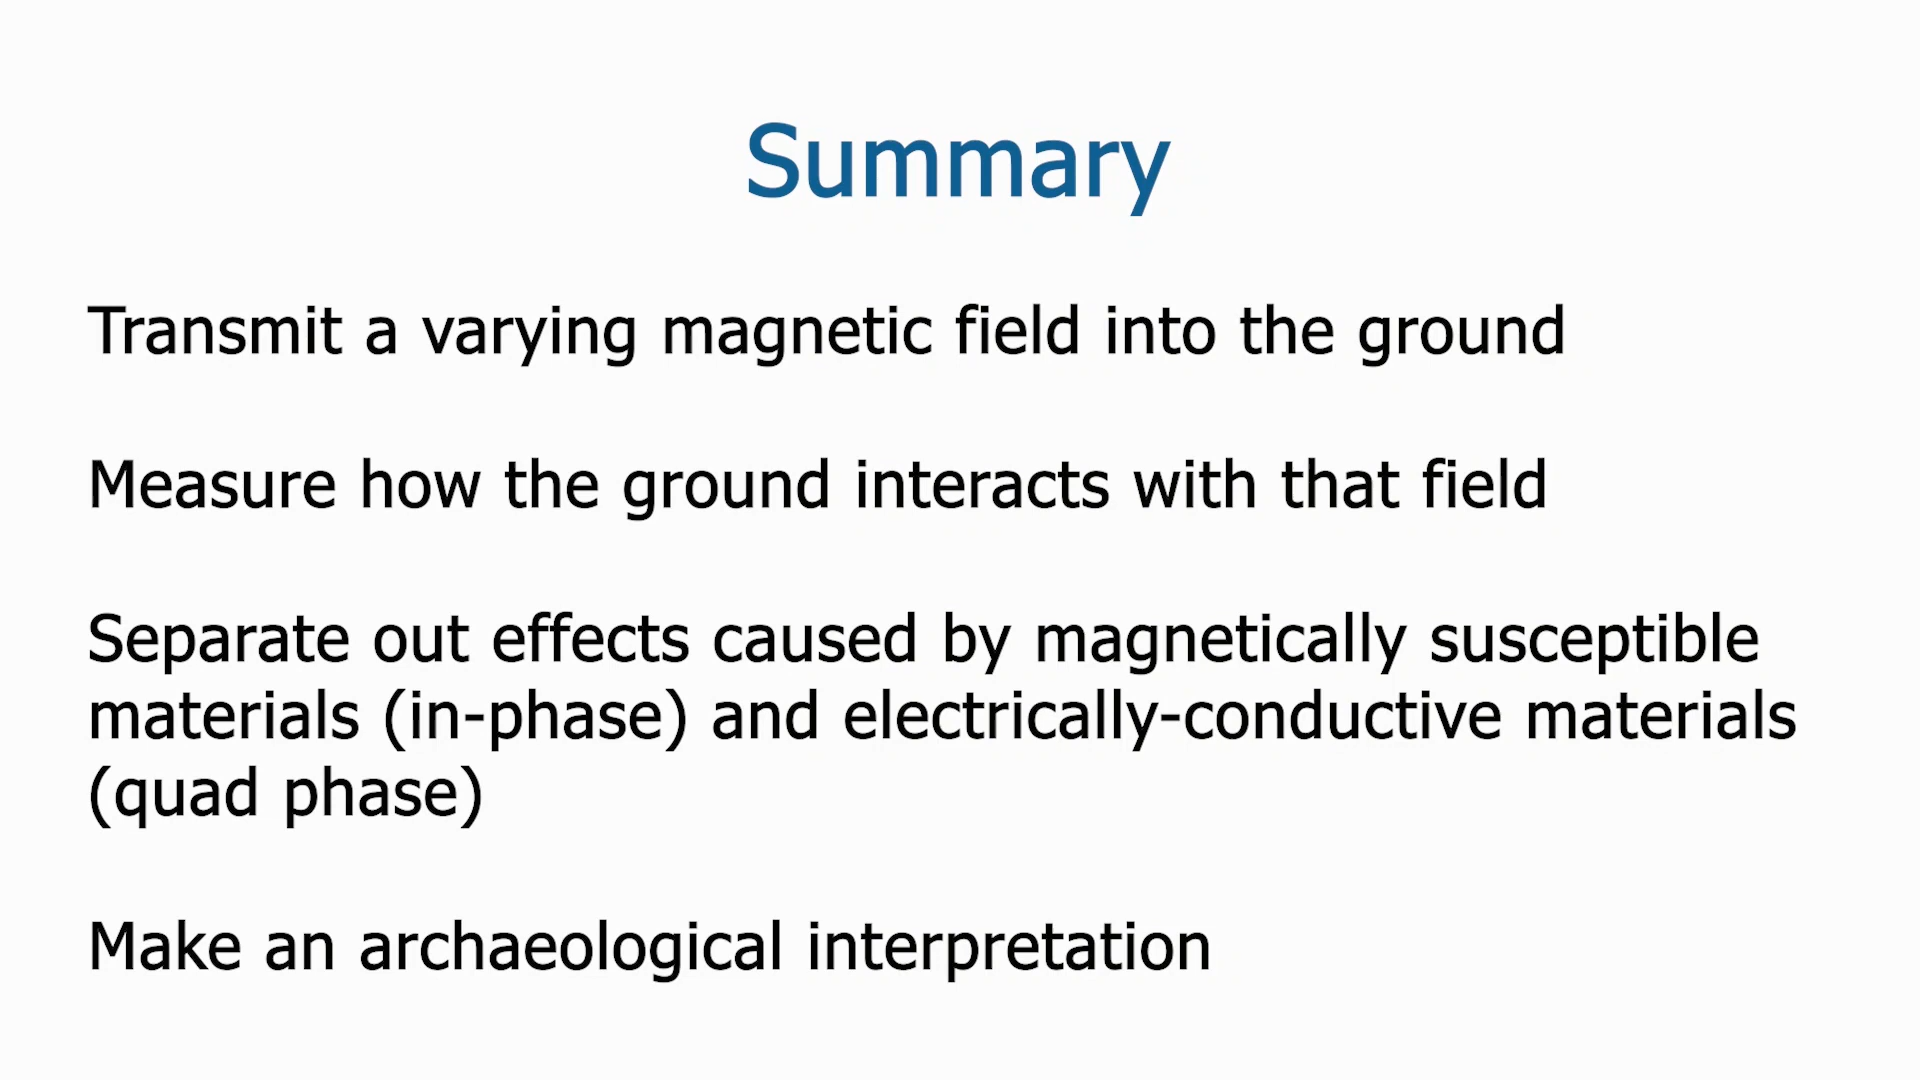 Summary
Transmit a varying magnetic field into the ground
Measure how the ground interacts with that field
Separate out effects caused by magnetically susceptible
materials (in-phase) and electrically-conductive materials
(quad phase)
Make an archaeological interpretation